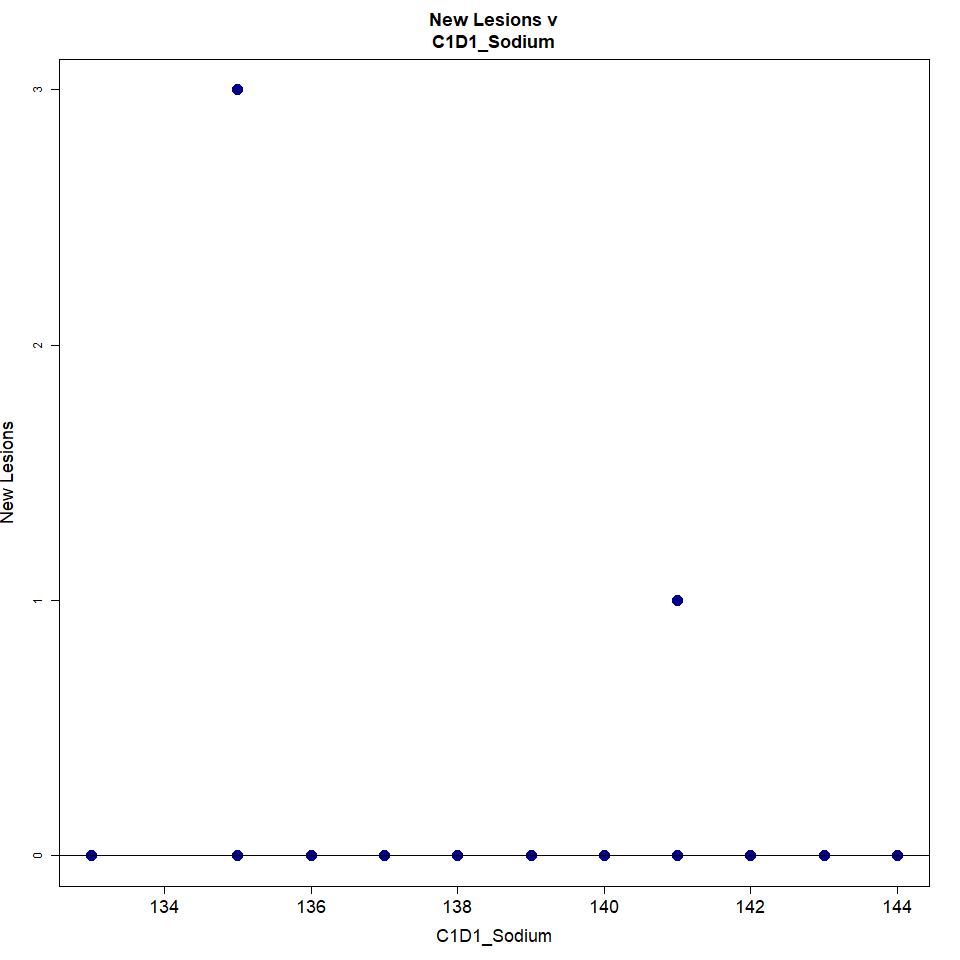 New Lesions v
C1D1_Sodium
3
2
1
0
New Lesions
134 136 138 140 142 144
C1D1_Sodium